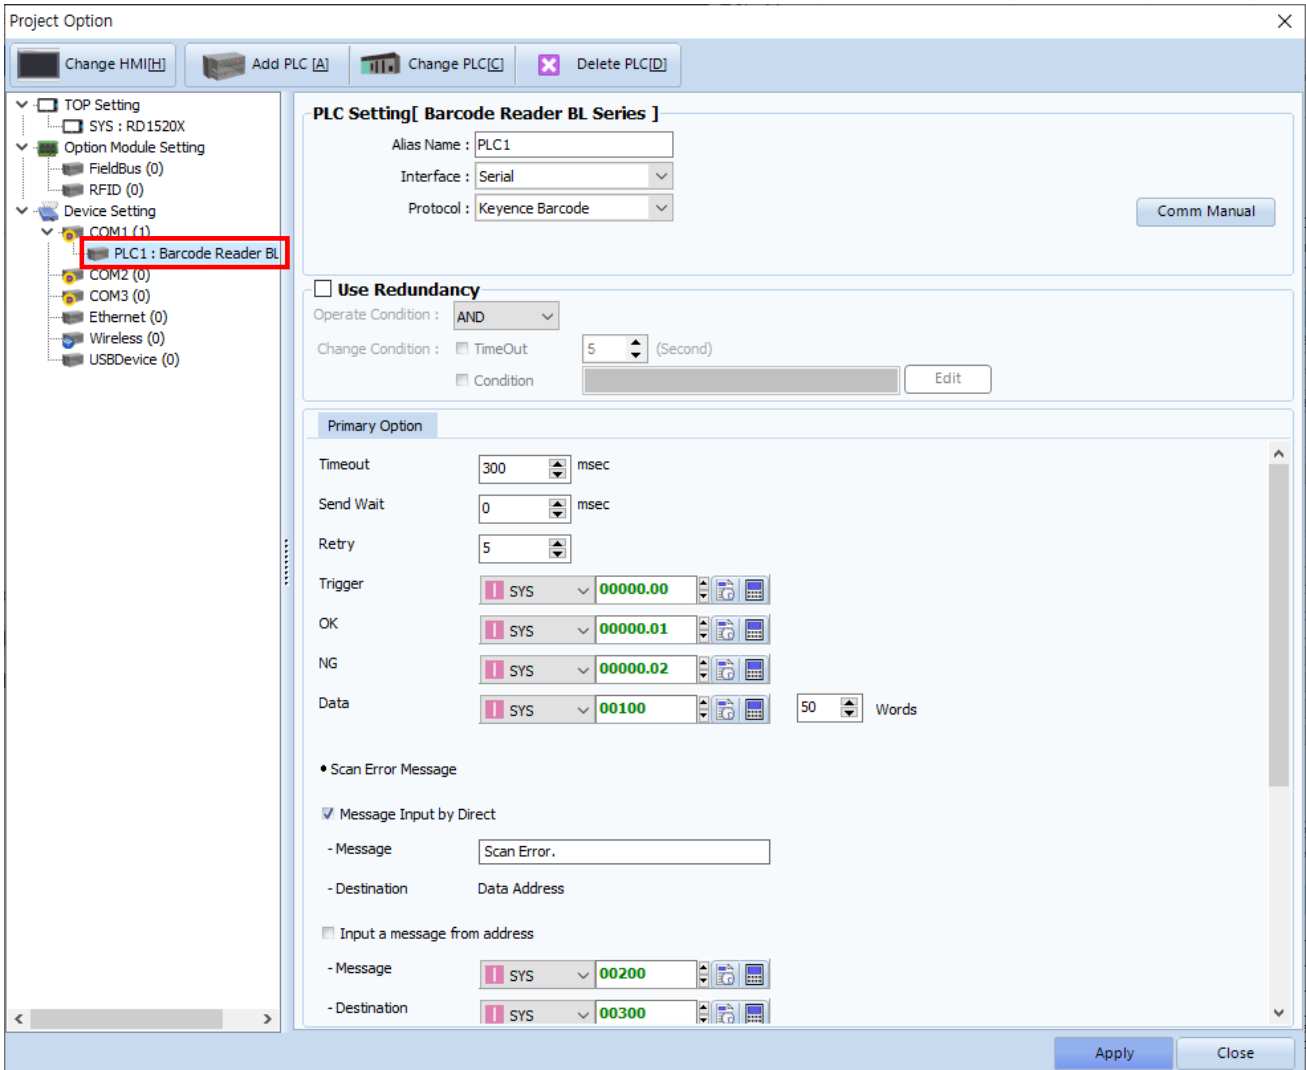 Project Option
Change HMI[H]
Add PLC [A]
Change PLC[C]
Delete PLC[D]
TOP Setting
SYS : RD1520X
Option Module Setting
FieldBus (0)
RFID (0)
Device Setting
COM1 (1)
PLC1 : Barcode Reader BL
COM2 (0)
COM3 (0)
Ethernet (0)
Wireless (0)
USBDevice (0)
PLC Setting[ Barcode Reader BL Series ]
Alias Name : PLC1
Interface : Serial
Protocol : Keyence Barcode
Comm Manual
Use Redundancy
Operate Condition : AND
Change Condition : TimeOut 5 (Second)
Condition Edit
Primary Option
Timeout 300 msec
Send Wait 0 msec
Retry 5
Trigger SYS 00000.00
OK SYS 00000.01
NG SYS 00000.02
Data SYS 00100 50 Words
• Scan Error Message
Message Input by Direct
- Message Scan Error.
- Destination Data Address
Input a message from address
- Message SYS 00200
- Destination SYS 00300
Apply
Close